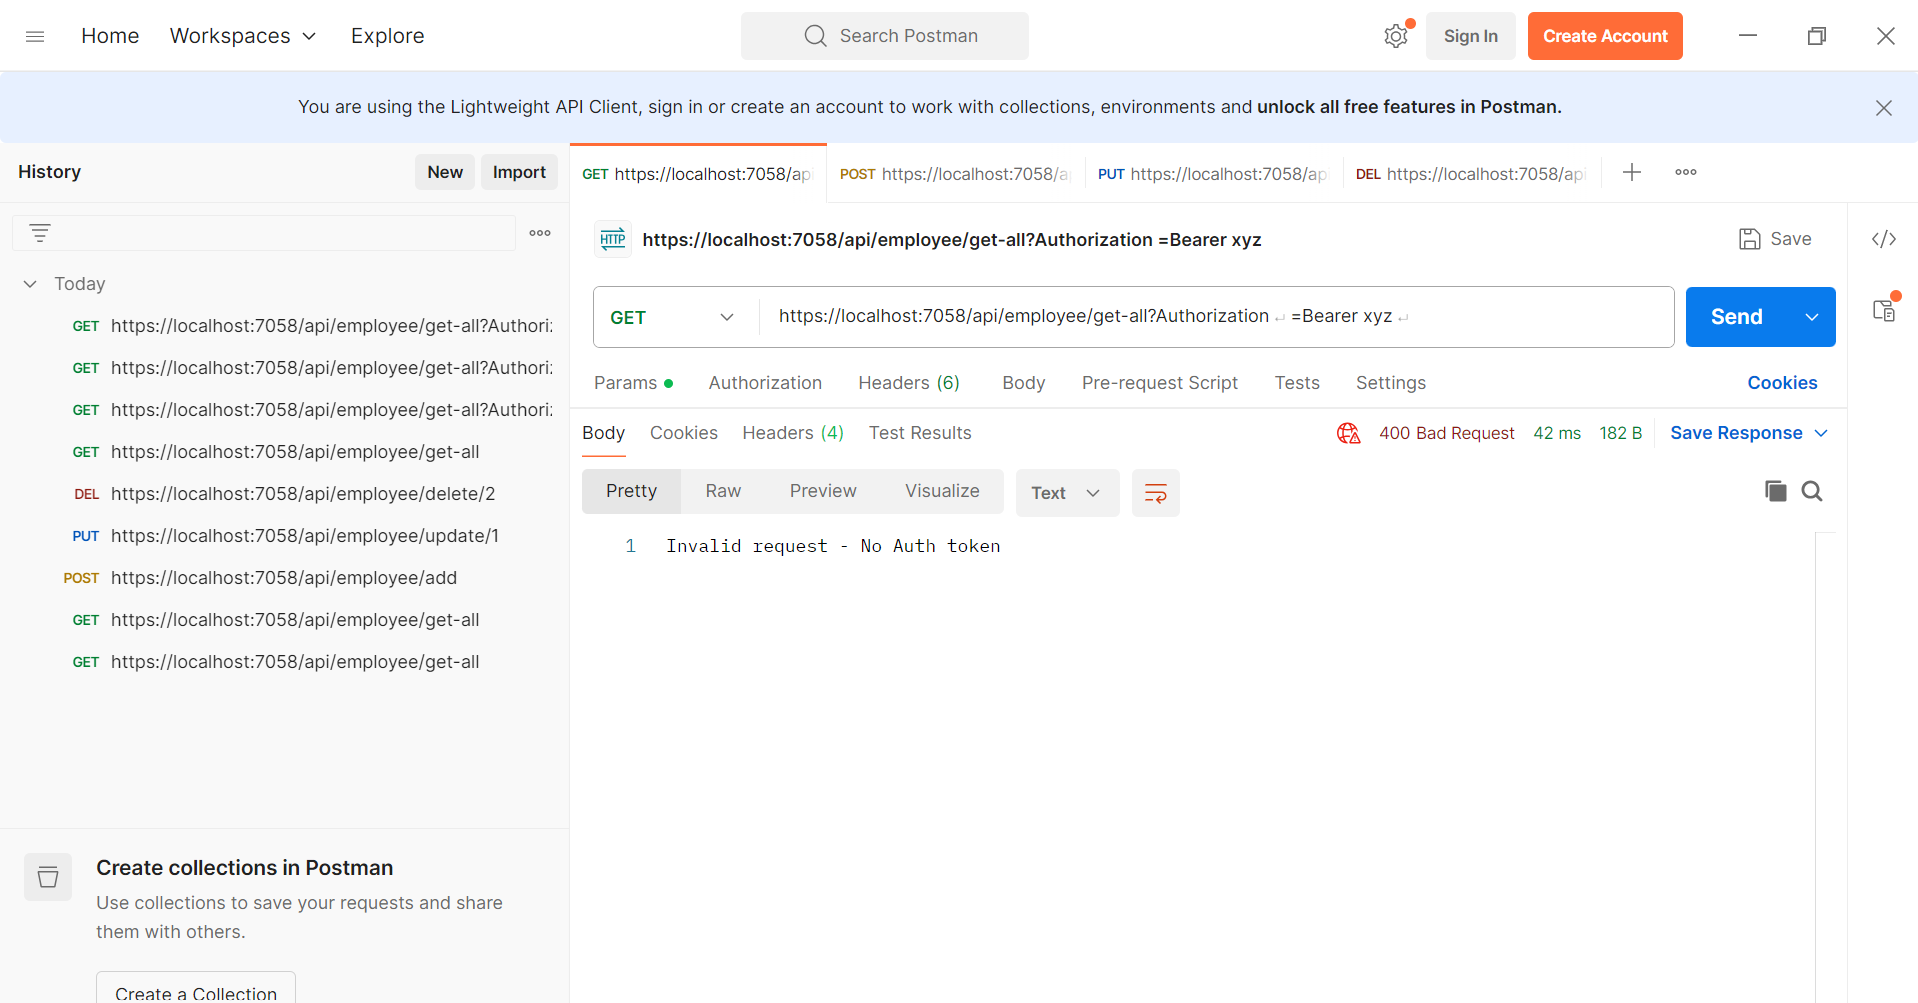 Home Workspaces Explore Search Postman Sign In Create Account
You are using the Lightweight API Client, sign in or create an account to work with collections, environments and unlock all free features in Postman.
History New Import
GET https://localhost:7058/api POST https://localhost:7058/a PUT https://localhost:7058/ap DEL https://localhost:7058/api
HTTP https://localhost:7058/api/employee/get-all?Authorization =Bearer xyz Save
Today
GET https://localhost:7058/api/employee/get-all?Authoriz
GET https://localhost:7058/api/employee/get-all?Authoriz
GET https://localhost:7058/api/employee/get-all?Authoriz
GET https://localhost:7058/api/employee/get-all
DEL https://localhost:7058/api/employee/delete/2
PUT https://localhost:7058/api/employee/update/1
POST https://localhost:7058/api/employee/add
GET https://localhost:7058/api/employee/get-all
GET https://localhost:7058/api/employee/get-all
Create collections in Postman
Use collections to save your requests and share
them with others.
Create a Collection
GET https://localhost:7058/api/employee/get-all?Authorization ↵ =Bearer xyz ↵ Send
Params Authorization Headers (6) Body Pre-request Script Tests Settings Cookies
Body Cookies Headers (4) Test Results 400 Bad Request 42 ms 182 B Save Response
Pretty Raw Preview Visualize Text
1 Invalid request - No Auth token